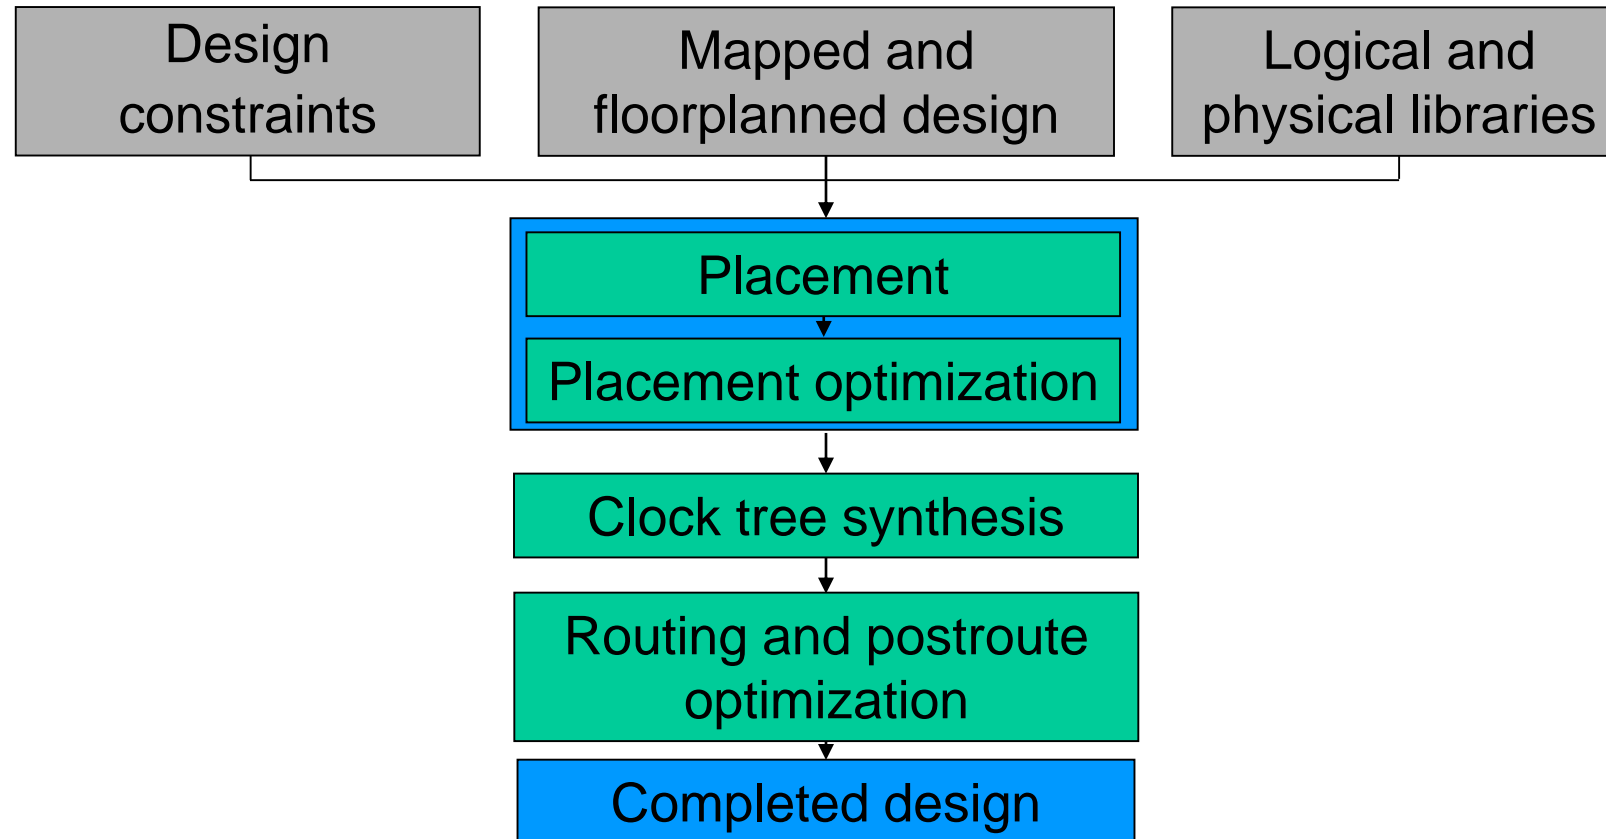 Design
constraints
Mapped and
floorplanned design
Logical and
physical libraries
Placement
Placement optimization
Clock tree synthesis
Routing and postroute
optimization
Completed design